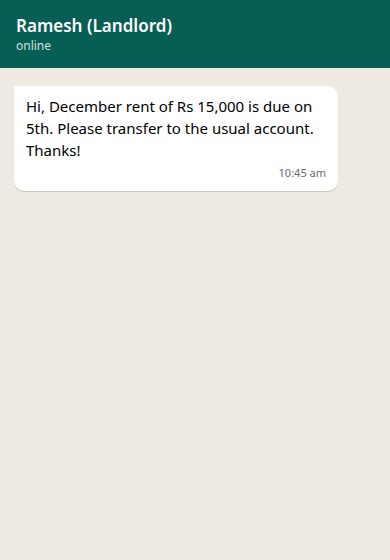 Ramesh (Landlord)
online
Hi, December rent of Rs 15,000 is due on
5th. Please transfer to the usual account.
Thanks!
10:45 am